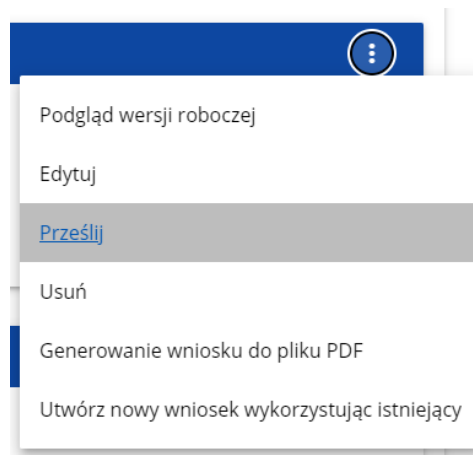 Podgląd wersji roboczej
Edytuj
Prześlij
Usuń
Generowanie wniosku do pliku PDF
Utwórz nowy wniosek wykorzystując istniejący